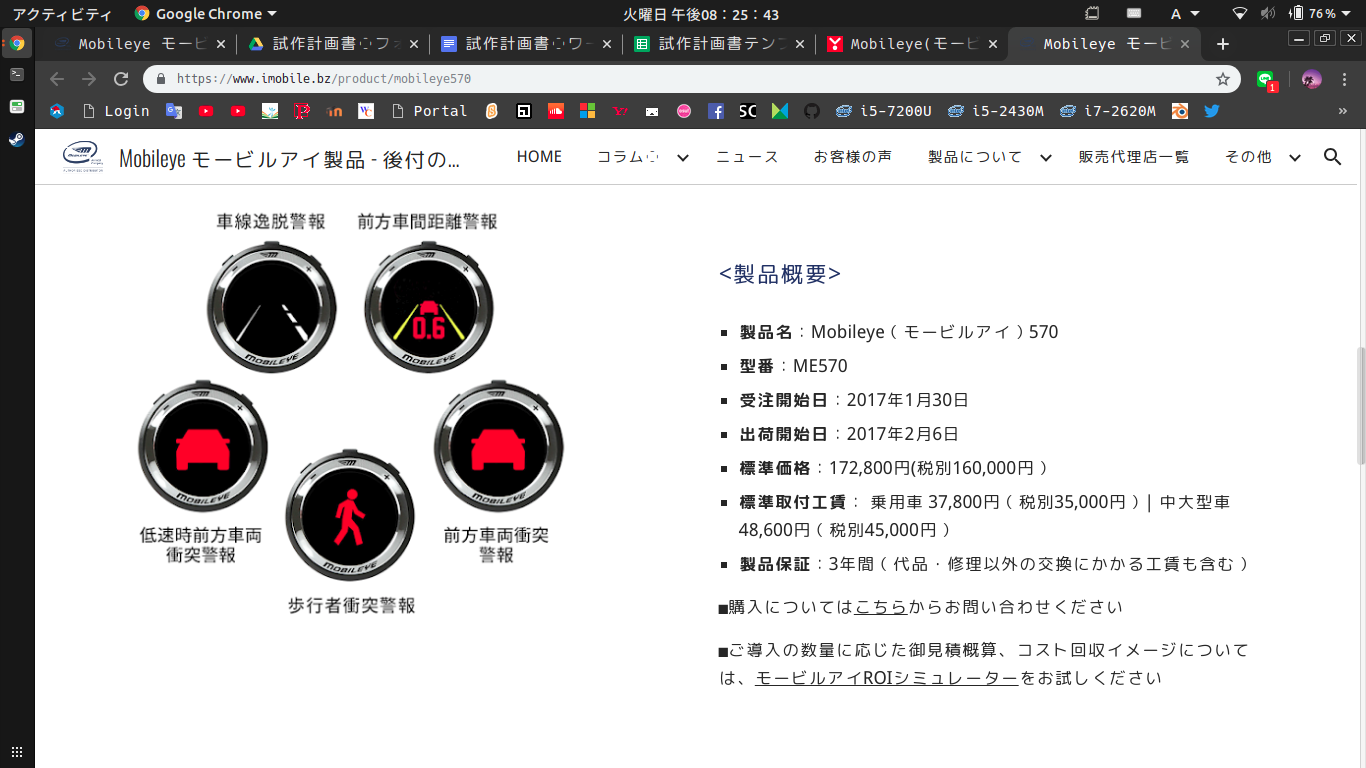 アクティビティ Google Chrome 火曜日 午後08：25：43 A 76%
Mobileye モービ 試作計画書のフォ 試作計画書のワー 試作計画書テンプ Mobileye(モービ Mobileye モービ
https://www.imobile.bz/product/mobileye570 1
Login Portal i5-7200U i5-2430M i7-2620M »
Mobileye モービルアイ製品 - 後付の... HOME コラム ニュース お客様の声 製品について 販売代理店一覧 その他
車線逸脱警報 前方車間距離警報
MOBILEYE 0.6 MOBILEYE
MOBILEYE MOBILEYE
MOBILEYE
低速時前方車両
衝突警報
前方車両衝突
警報
歩行者衝突警報
<製品概要>
▪ 製品名：Mobileye（モービルアイ）570
▪ 型番：ME570
▪ 受注開始日：2017年1月30日
▪ 出荷開始日：2017年2月6日
▪ 標準価格：172,800円(税別160,000円）
▪ 標準取付工賃： 乗用車 37,800円（税別35,000円）| 中大型車
48,600円（税別45,000円）
▪ 製品保証：3年間（代品・修理以外の交換にかかる工賃も含む）
■購入についてはこちらからお問い合わせください
■ご導入の数量に応じた御見積概算、コスト回収イメージについて
は、モービルアイROIシミュレーターをお試しください